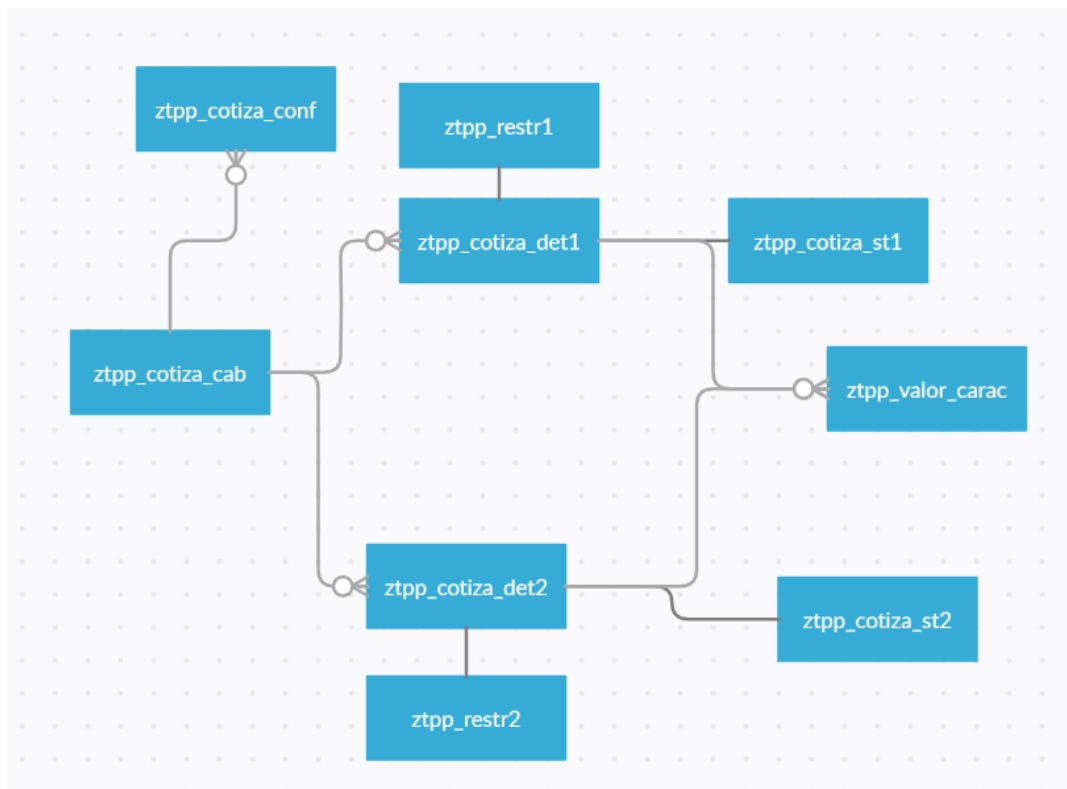 ztpp_cotiza_conf
ztpp_restr1
ztpp_cotiza_det1
ztpp_cotiza_st1
ztpp_cotiza_cab
ztpp_valor_carac
ztpp_cotiza_det2
ztpp_cotiza_st2
ztpp_restr2